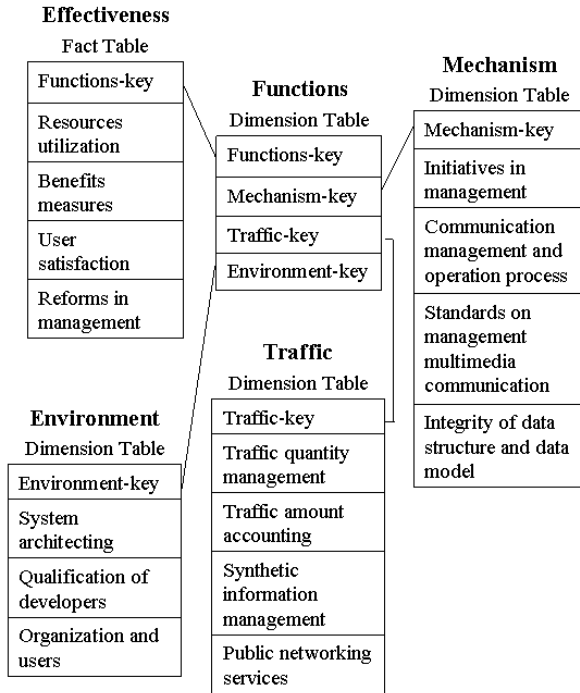 Effectiveness
Fact Table
Functions-key
Resources
utilization
Benefits
measures
User
satisfaction
Reforms in
management
Functions
Dimension Table
Functions-key
Mechanism-key
Traffic-key
Environment-key
Mechanism
Dimension Table
Mechanism-key
Initiatives in
management
Communication
management and
operation process
Standards on
management
multimedia
communication
Integrity of data
structure and data
model
Environment
Dimension Table
Environment-key
System
architecting
Qualification of
developers
Organization and
users
Traffic
Dimension Table
Traffic-key
Traffic quantity
management
Traffic amount
accounting
Synthetic
information
management
Public networking
services